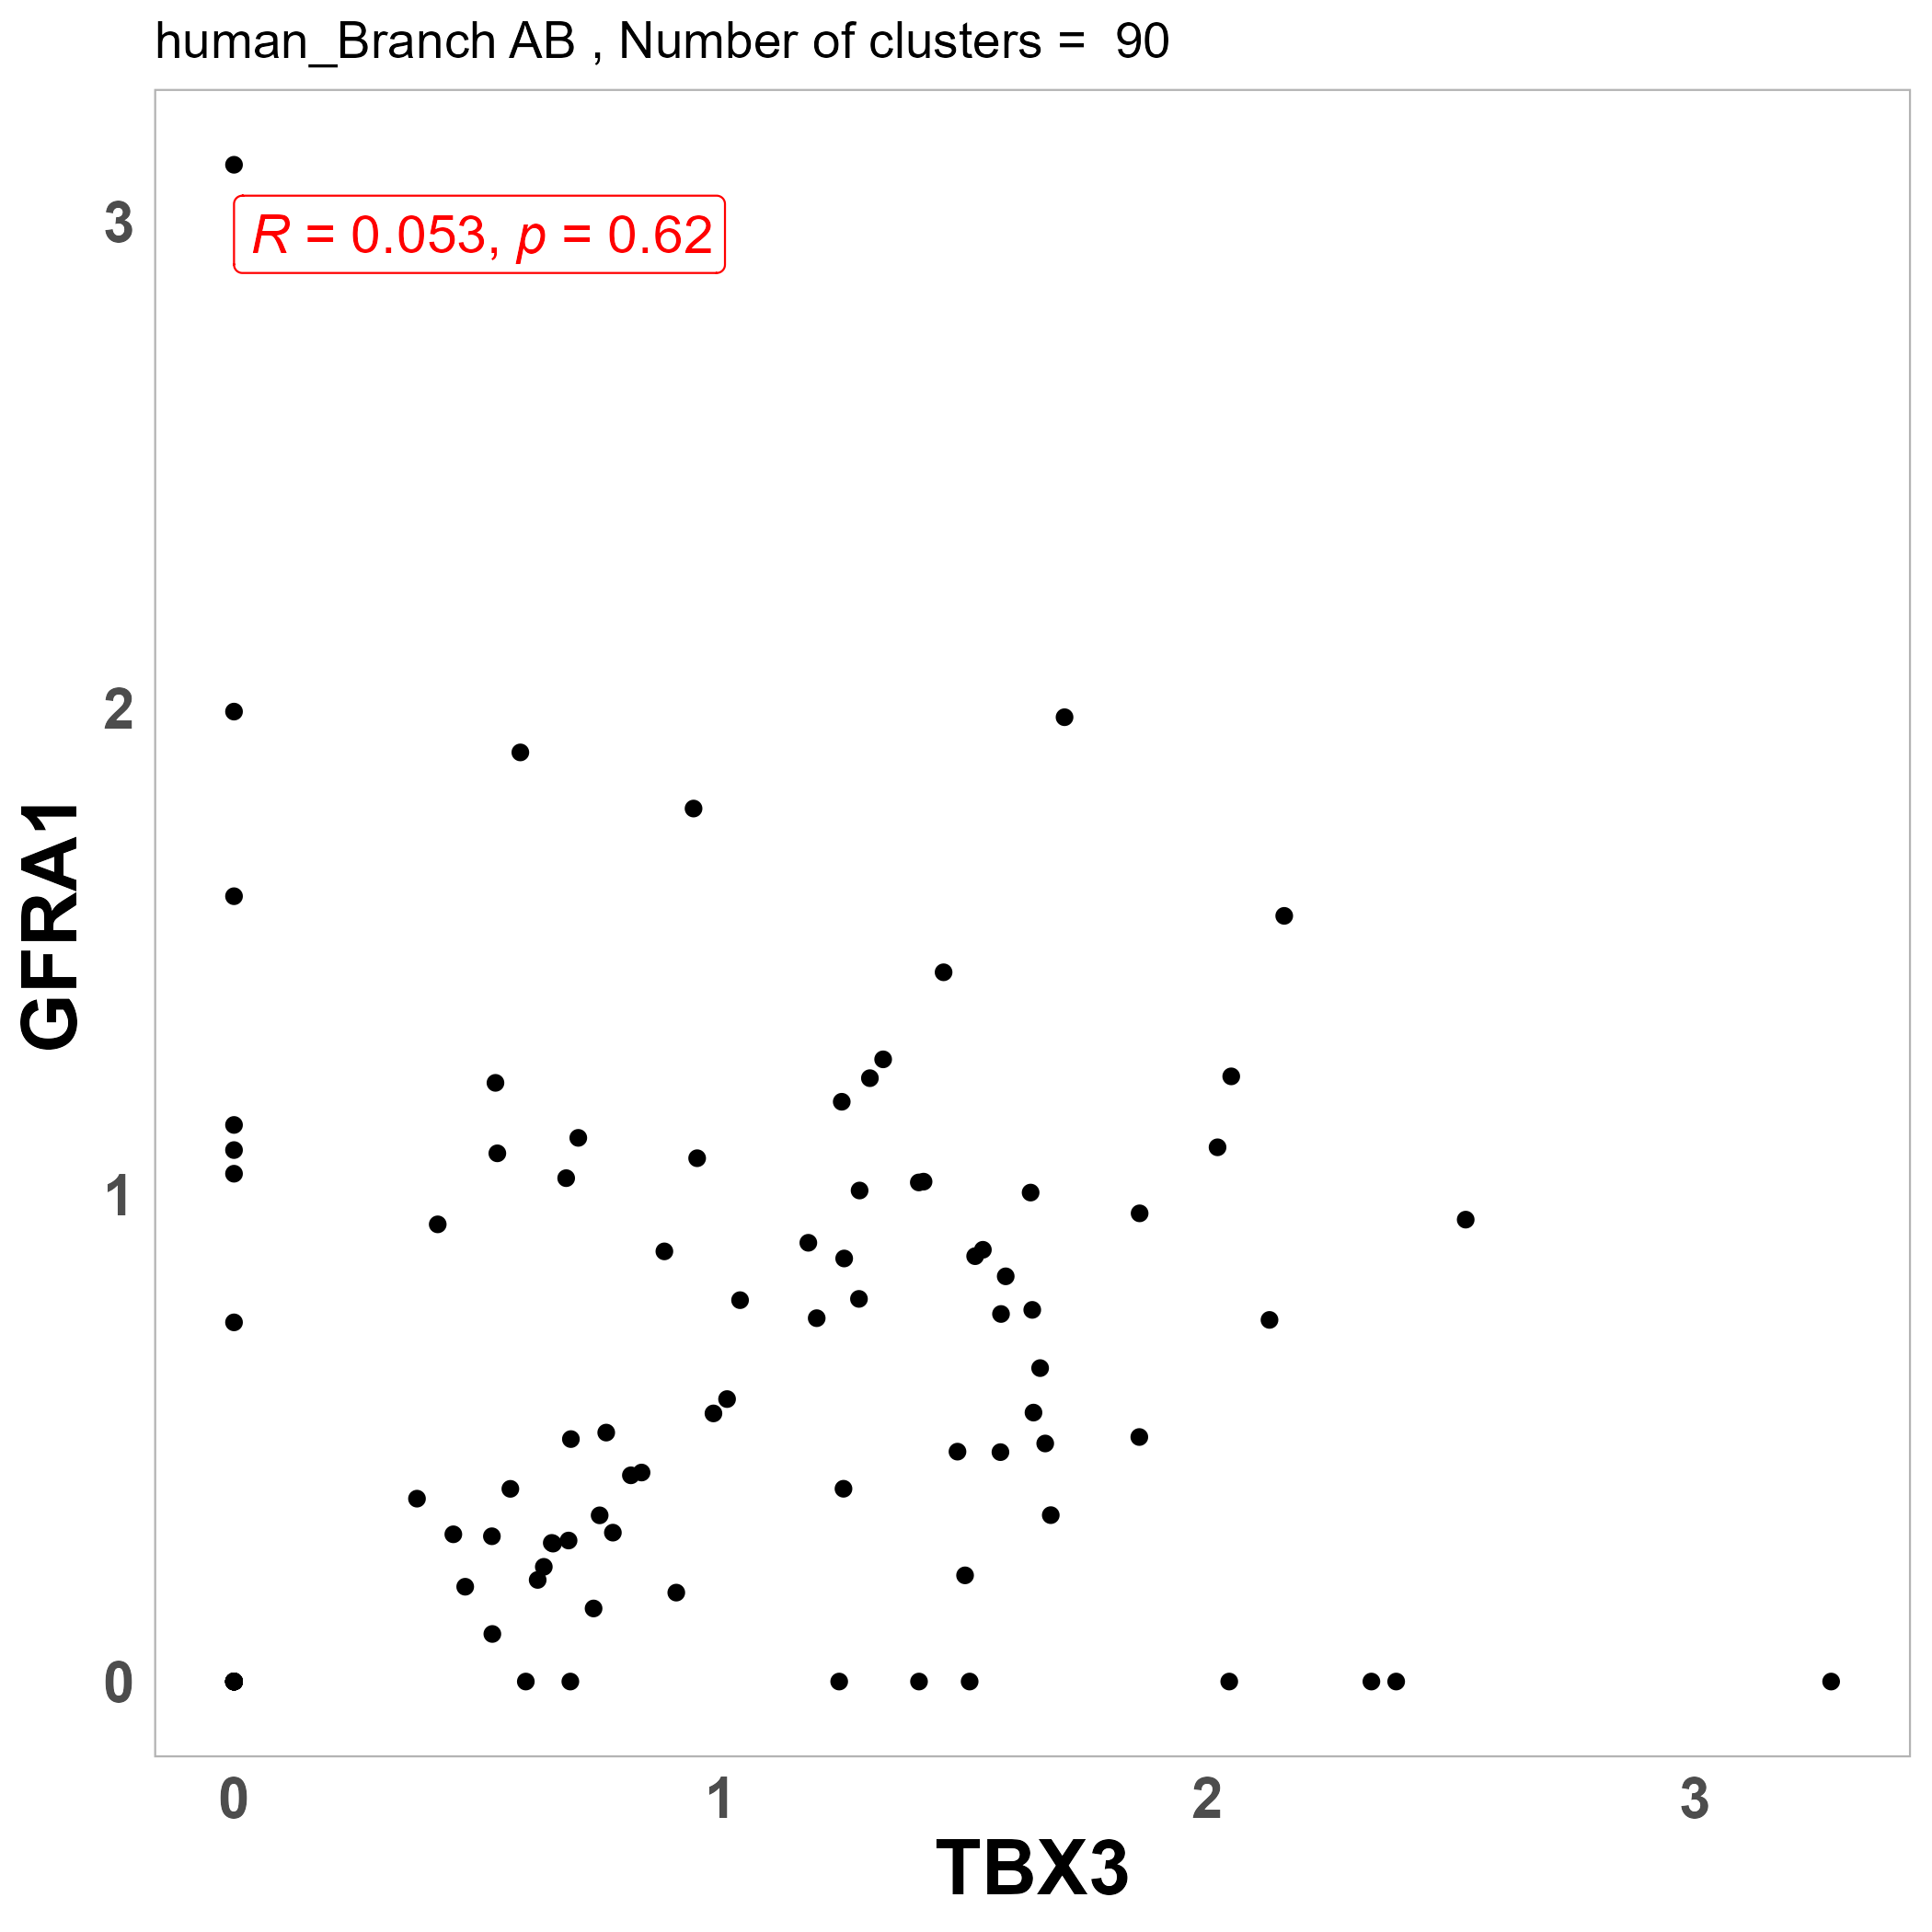 human_Branch AB , Number of clusters =  90
3
R = 0.053, p = 0.62
2
GFRA1
1
0
0 1 2 3
TBX3